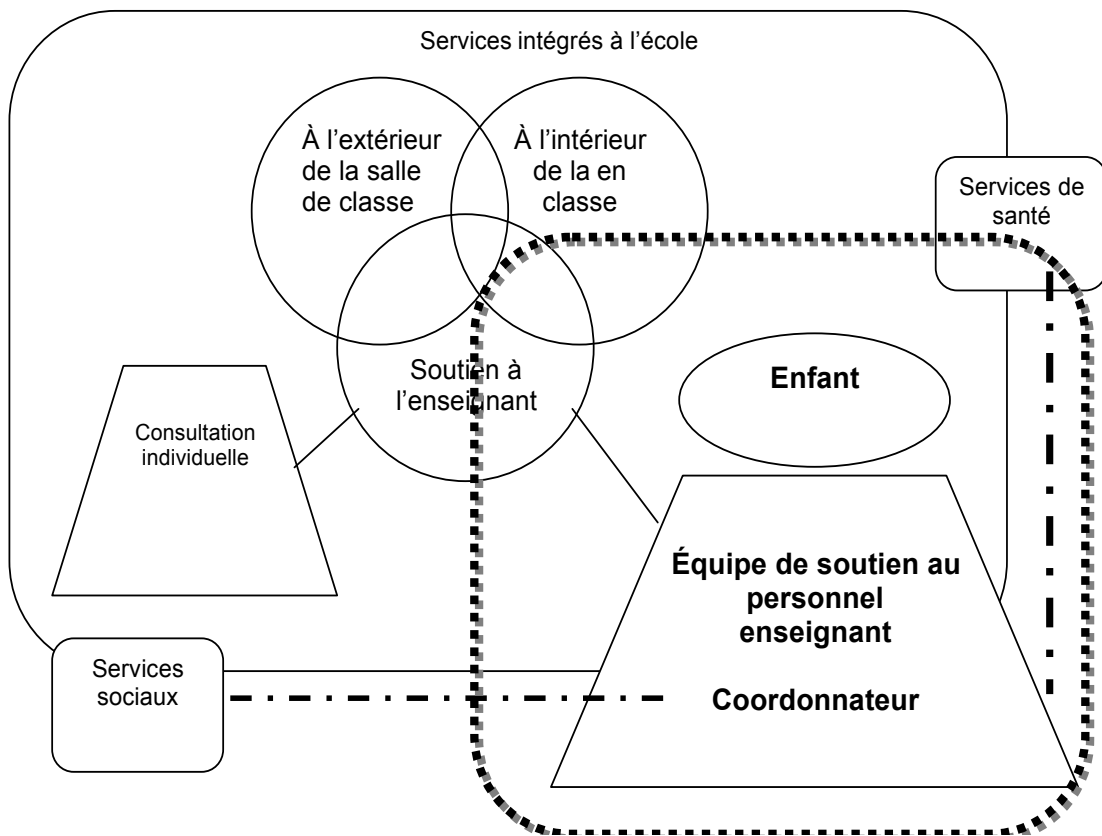 Services intégrés à l'école
À l'extérieur
de la salle
de classe
À l'intérieur
de la en
classe
Services de
santé
Soutien à
l'enseignant
Enfant
Consultation
individuelle
Équipe de soutien au
personnel
enseignant
Coordonnateur
Services
sociaux